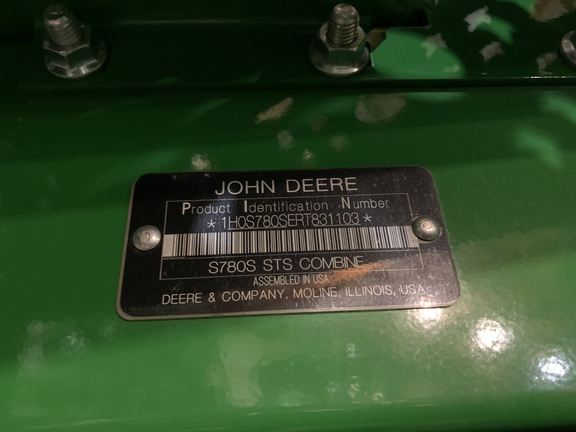 JOHN DEERE
Product Identification Number
*1H0S780SERT831103*
S780S STS COMBINE
ASSEMBLED IN USA
DEERE & COMPANY, MOLINE, ILLINOIS, USA